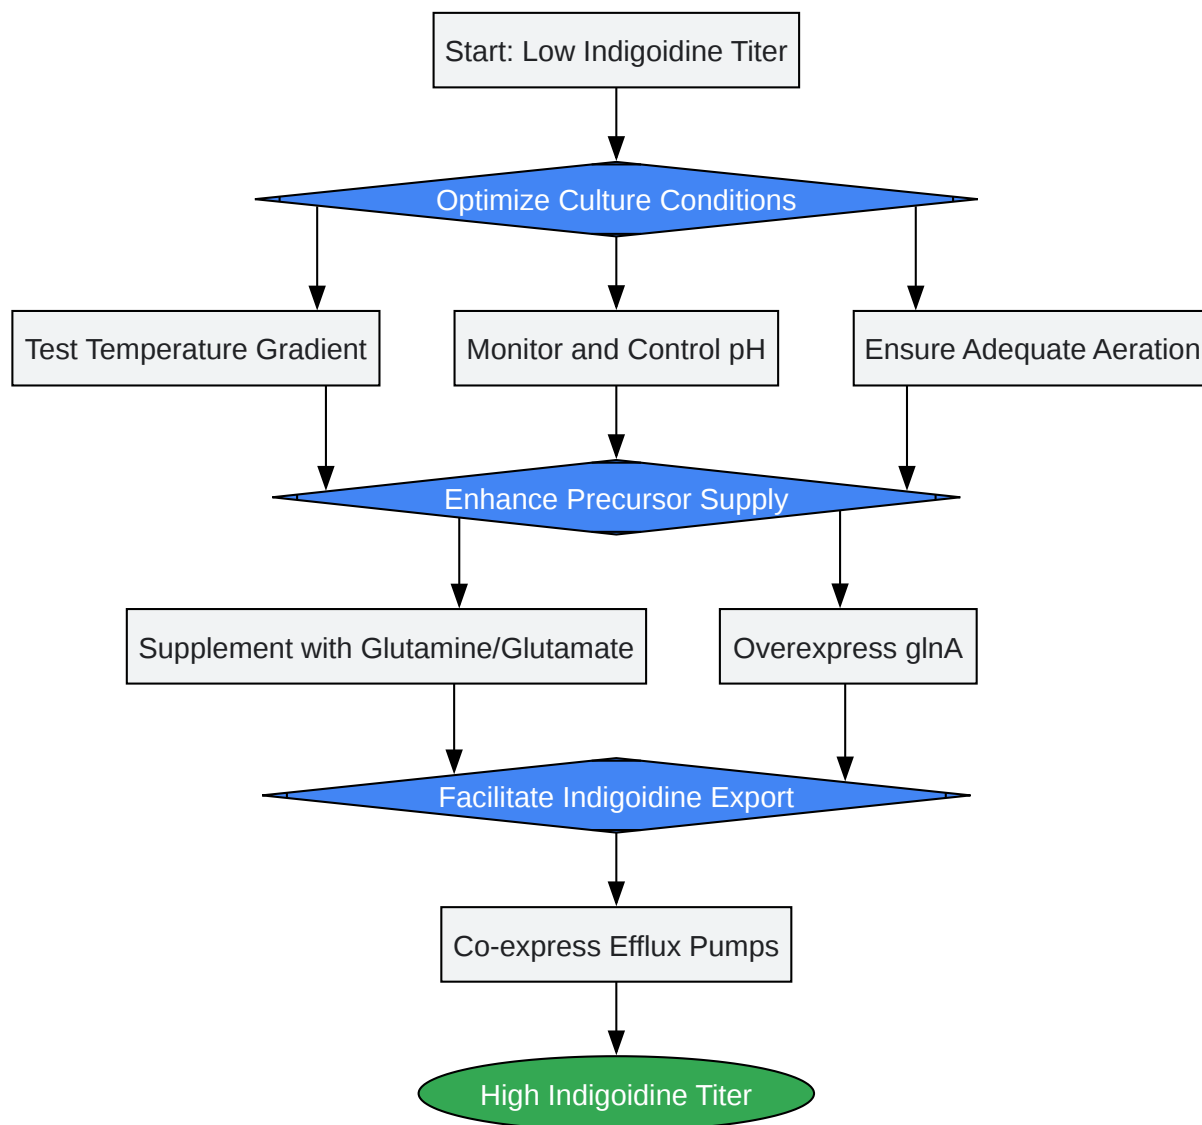 Start: Low Indigoidine Titer
Optimize Culture Conditions
Test Temperature Gradient
Monitor and Control pH
Ensure Adequate Aeration
Enhance Precursor Supply
Supplement with Glutamine/Glutamate
Overexpress glnA
Facilitate Indigoidine Export
Co-express Efflux Pumps
High Indigoidine Titer